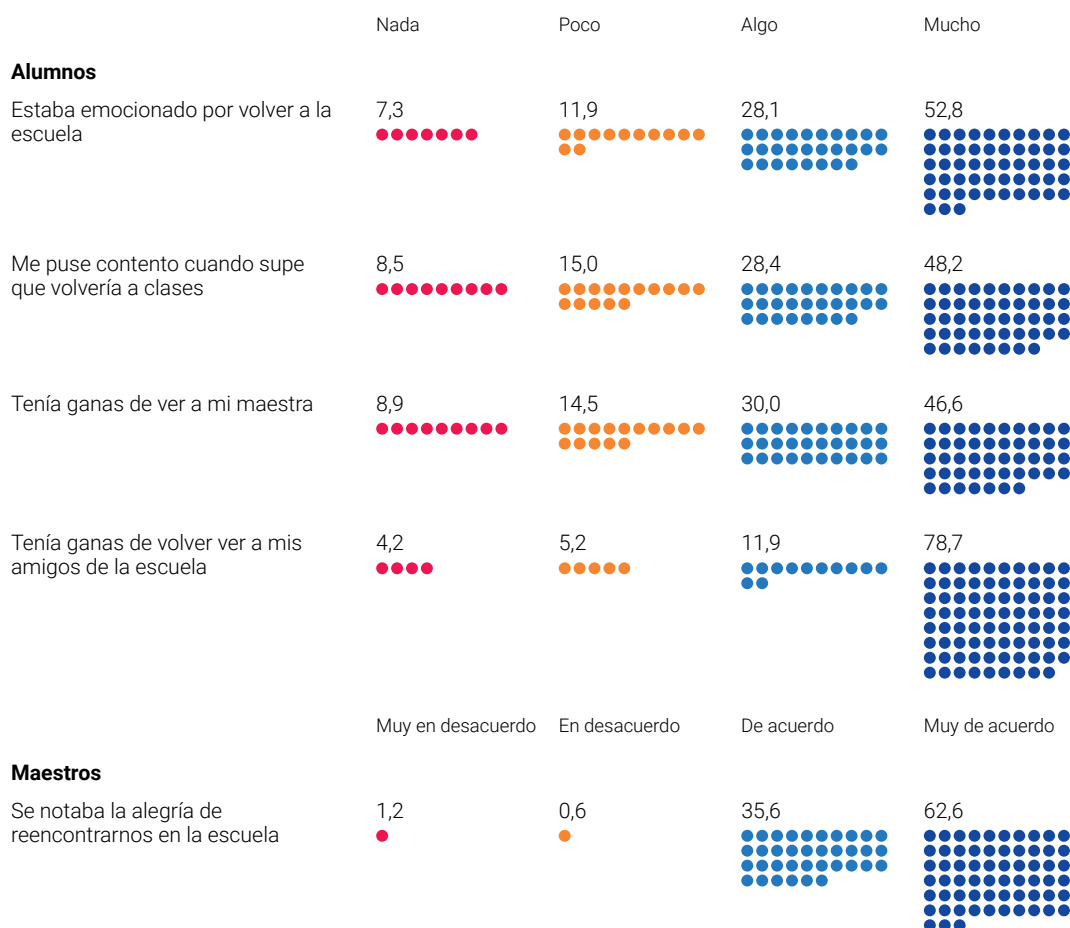 Nada Poco Algo Mucho
Alumnos
Estaba emocionado por volver a la
escuela
7,3 11,9 28,1 52,8
Me puse contento cuando supe
que volvería a clases
8,5 15,0 28,4 48,2
Tenía ganas de ver a mi maestra
8,9 14,5 30,0 46,6
Tenía ganas de volver ver a mis
amigos de la escuela
4,2 5,2 11,9 78,7
Muy en desacuerdo En desacuerdo De acuerdo Muy de acuerdo
Maestros
Se notaba la alegría de
reencontrarnos en la escuela
1,2 0,6 35,6 62,6